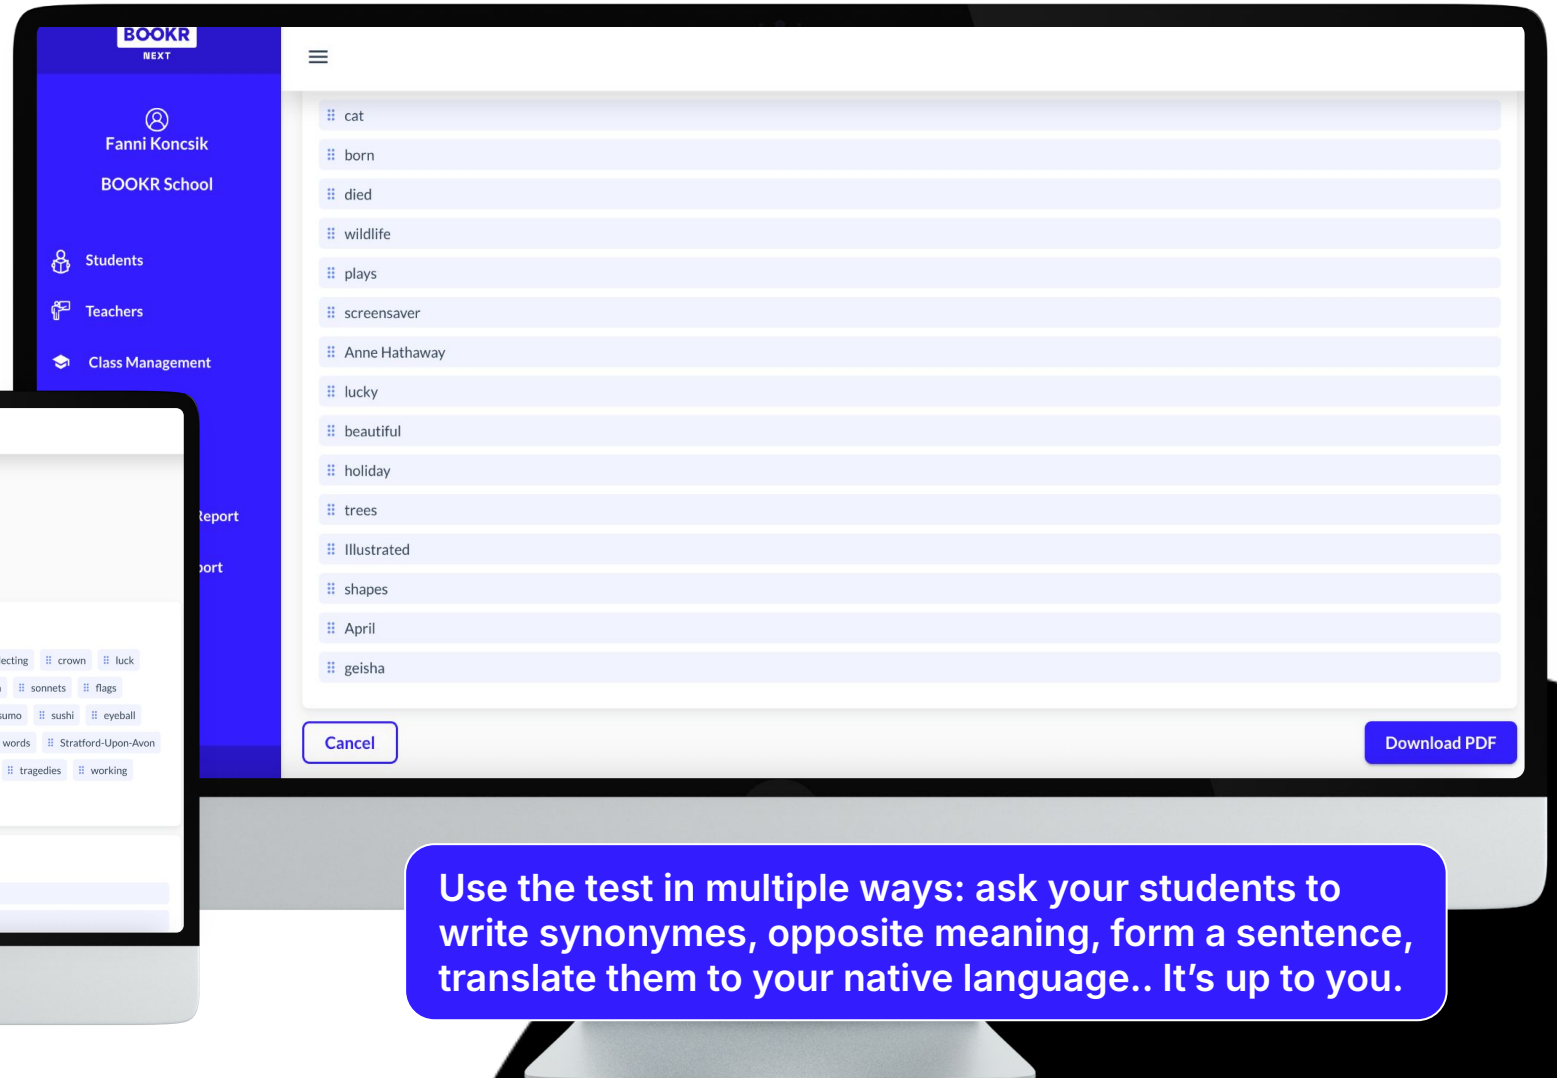 BOOKR
NEXT
Fanni Koncsik
BOOKR School
Students
Teachers
Class Management
cat
born
died
wildlife
plays
screensaver
Anne Hathaway
lucky
beautiful
holiday
trees
Illustrated
shapes
April
geisha
Cancel
Download PDF
crown luck
sonnets flags
sumo sushi eyeball
words Stratford-Upon-Avon
tragedies working
Use the test in multiple ways: ask your students to
write synonymes, opposite meaning, form a sentence,
translate them to your native language.. It's up to you.